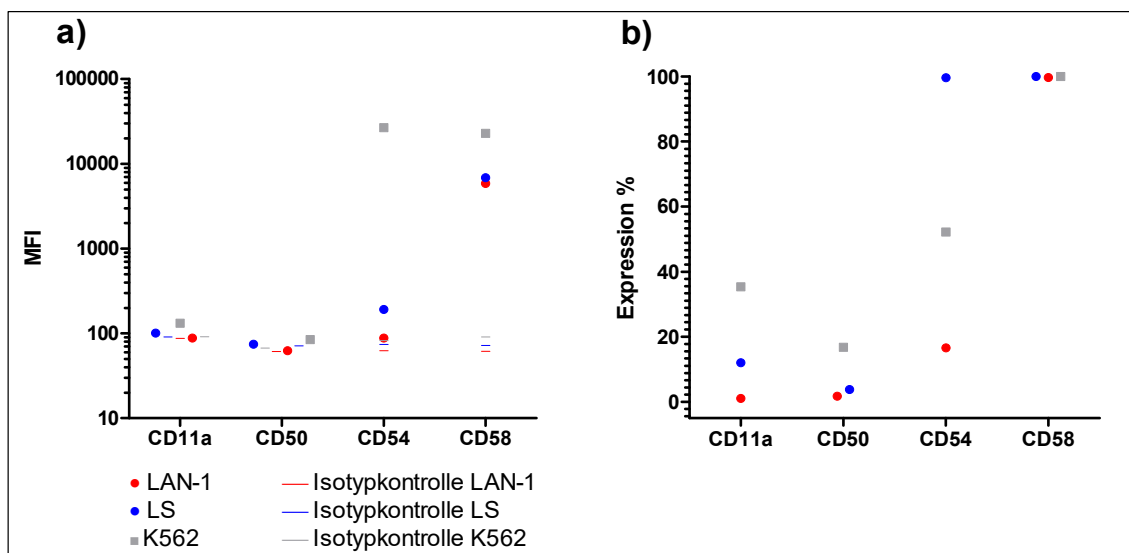 a)
MFI
100000
10000
1000
100
10
CD11a CD50 CD54 CD58
b)
Expression %
100
80
60
40
20
0
CD11a CD50 CD54 CD58
LAN-1 Isotypkontrolle LAN-1
LS Isotypkontrolle LS
K562 Isotypkontrolle K562